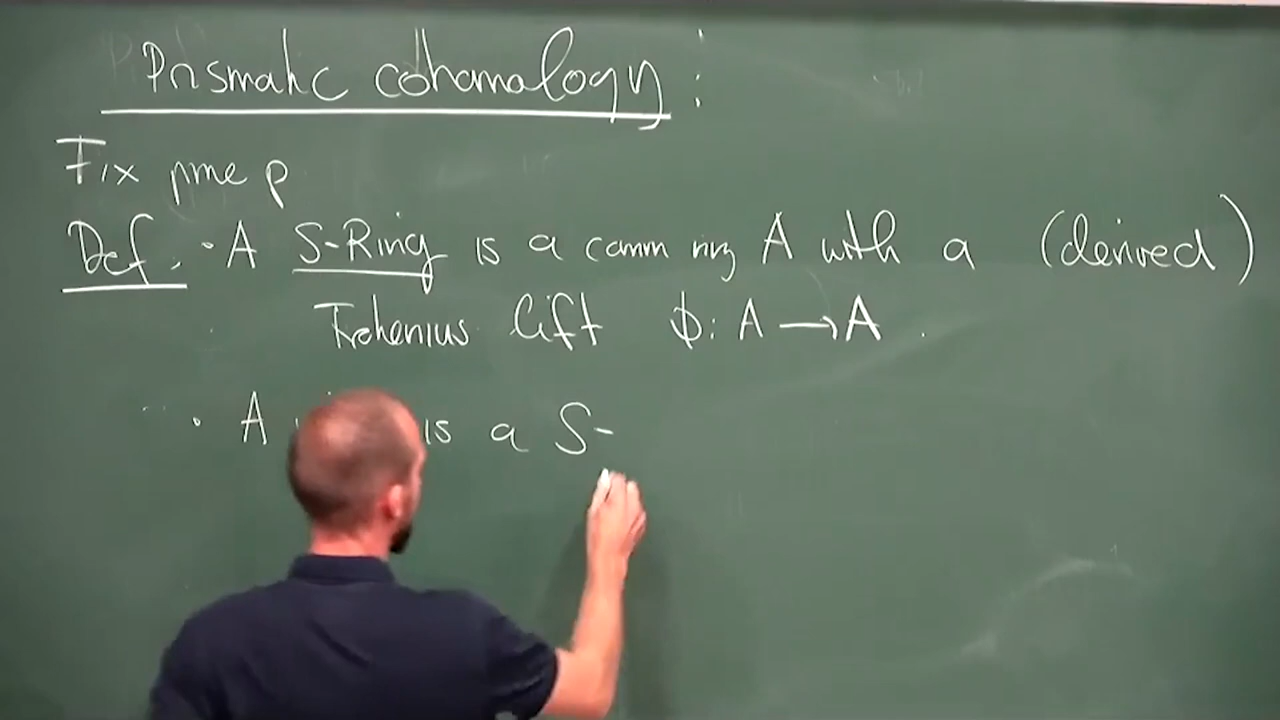 Prismatic cohomology :
Fix prime p
Def. · A δ-Ring is a comm ring A with a (derived)
Frobenius lift ϕ: A → A .
· A is a δ-